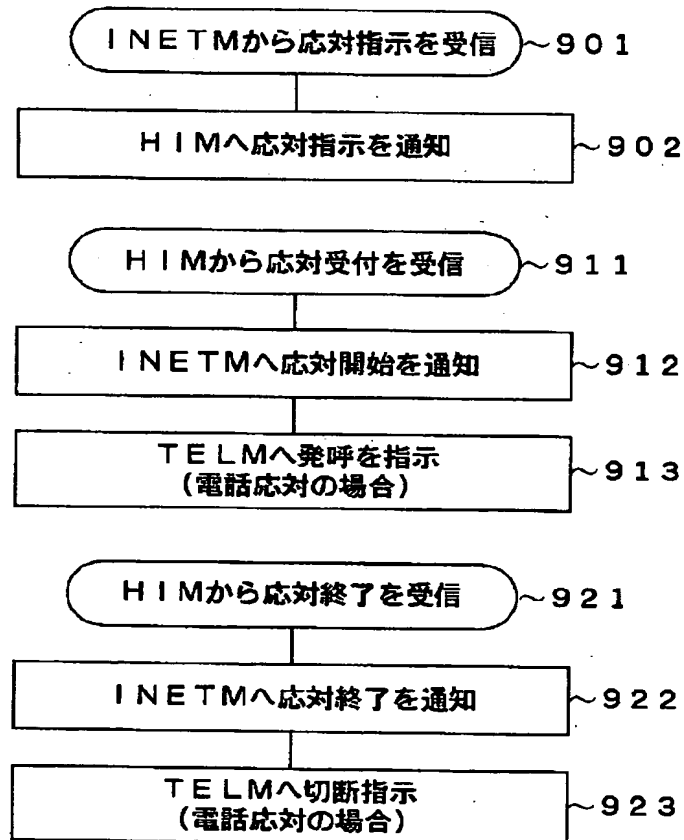 INETMから応対指示を受信 ~901
HIMへ応対指示を通知 ~902
HIMから応対受付を受信 ~911
INETMへ応対開始を通知 ~912
TELMへ発呼を指示
(電話応対の場合) ~913
HIMから応対終了を受信 ~921
INETMへ応対終了を通知 ~922
TELMへ切断指示
(電話応対の場合) ~923